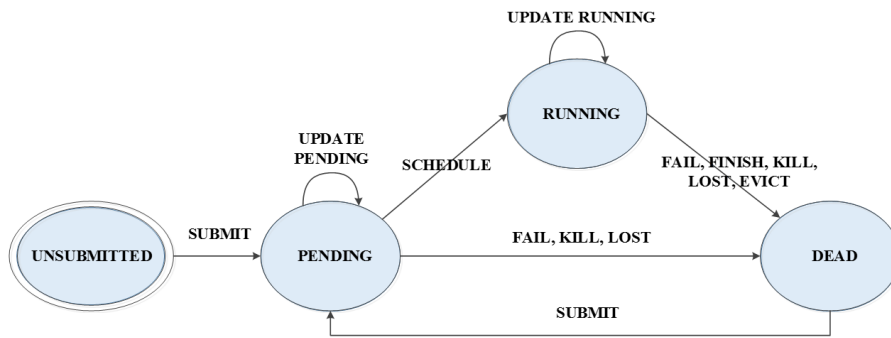 UPDATE RUNNING
RUNNING
UPDATE
PENDING
SCHEDULE
FAIL, FINISH, KILL,
LOST, EVICT
UNSUBMITTED
SUBMIT
PENDING
FAIL, KILL, LOST
DEAD
SUBMIT